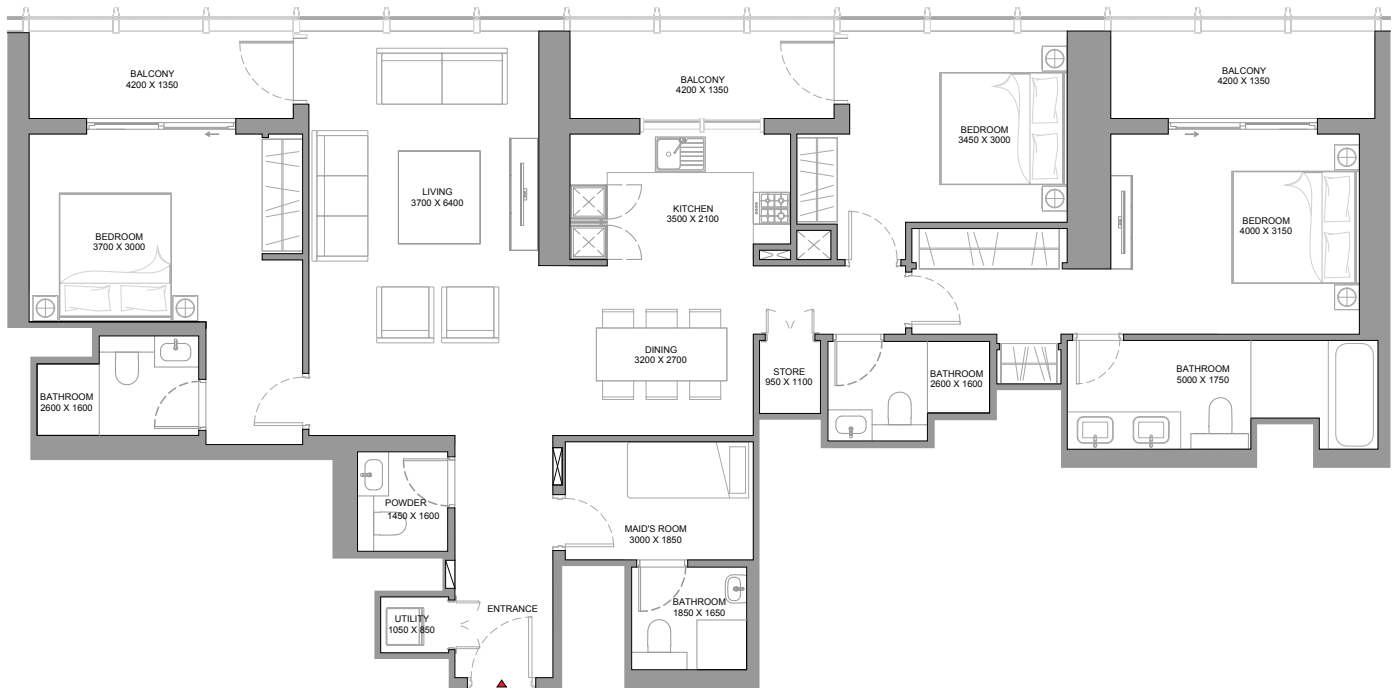 BALCONY
4200 X 1350
BALCONY
4200 X 1350
BALCONY
4200 X 1350
BEDROOM
3450 X 3000
LIVING
3700 X 6400
KITCHEN
3500 X 2100
BEDROOM
3700 X 3000
BEDROOM
4000 X 3150
DINING
3200 X 2700
STORE
950 X 1100
BATHROOM
2600 X 1600
BATHROOM
5000 X 1750
BATHROOM
2600 X 1600
POWDER
1450 X 1600
MAID'S ROOM
3000 X 1850
BATHROOM
1850 X 1650
ENTRANCE
UTILITY
1050 X 850